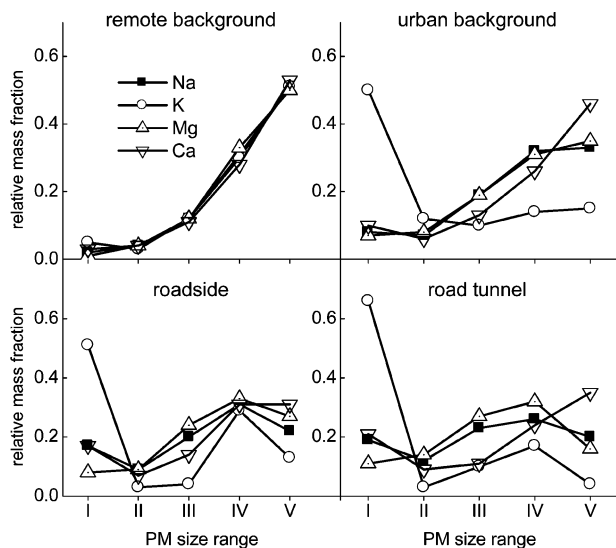 remote background
urban background
relative mass fraction
0.6
0.4
0.2
0.0
Na
K
Mg
Ca
0.6
0.4
0.2
0.0
roadside
road tunnel
relative mass fraction
0.6
0.4
0.2
0.0
I II III IV V
PM size range
0.6
0.4
0.2
0.0
I II III IV V
PM size range